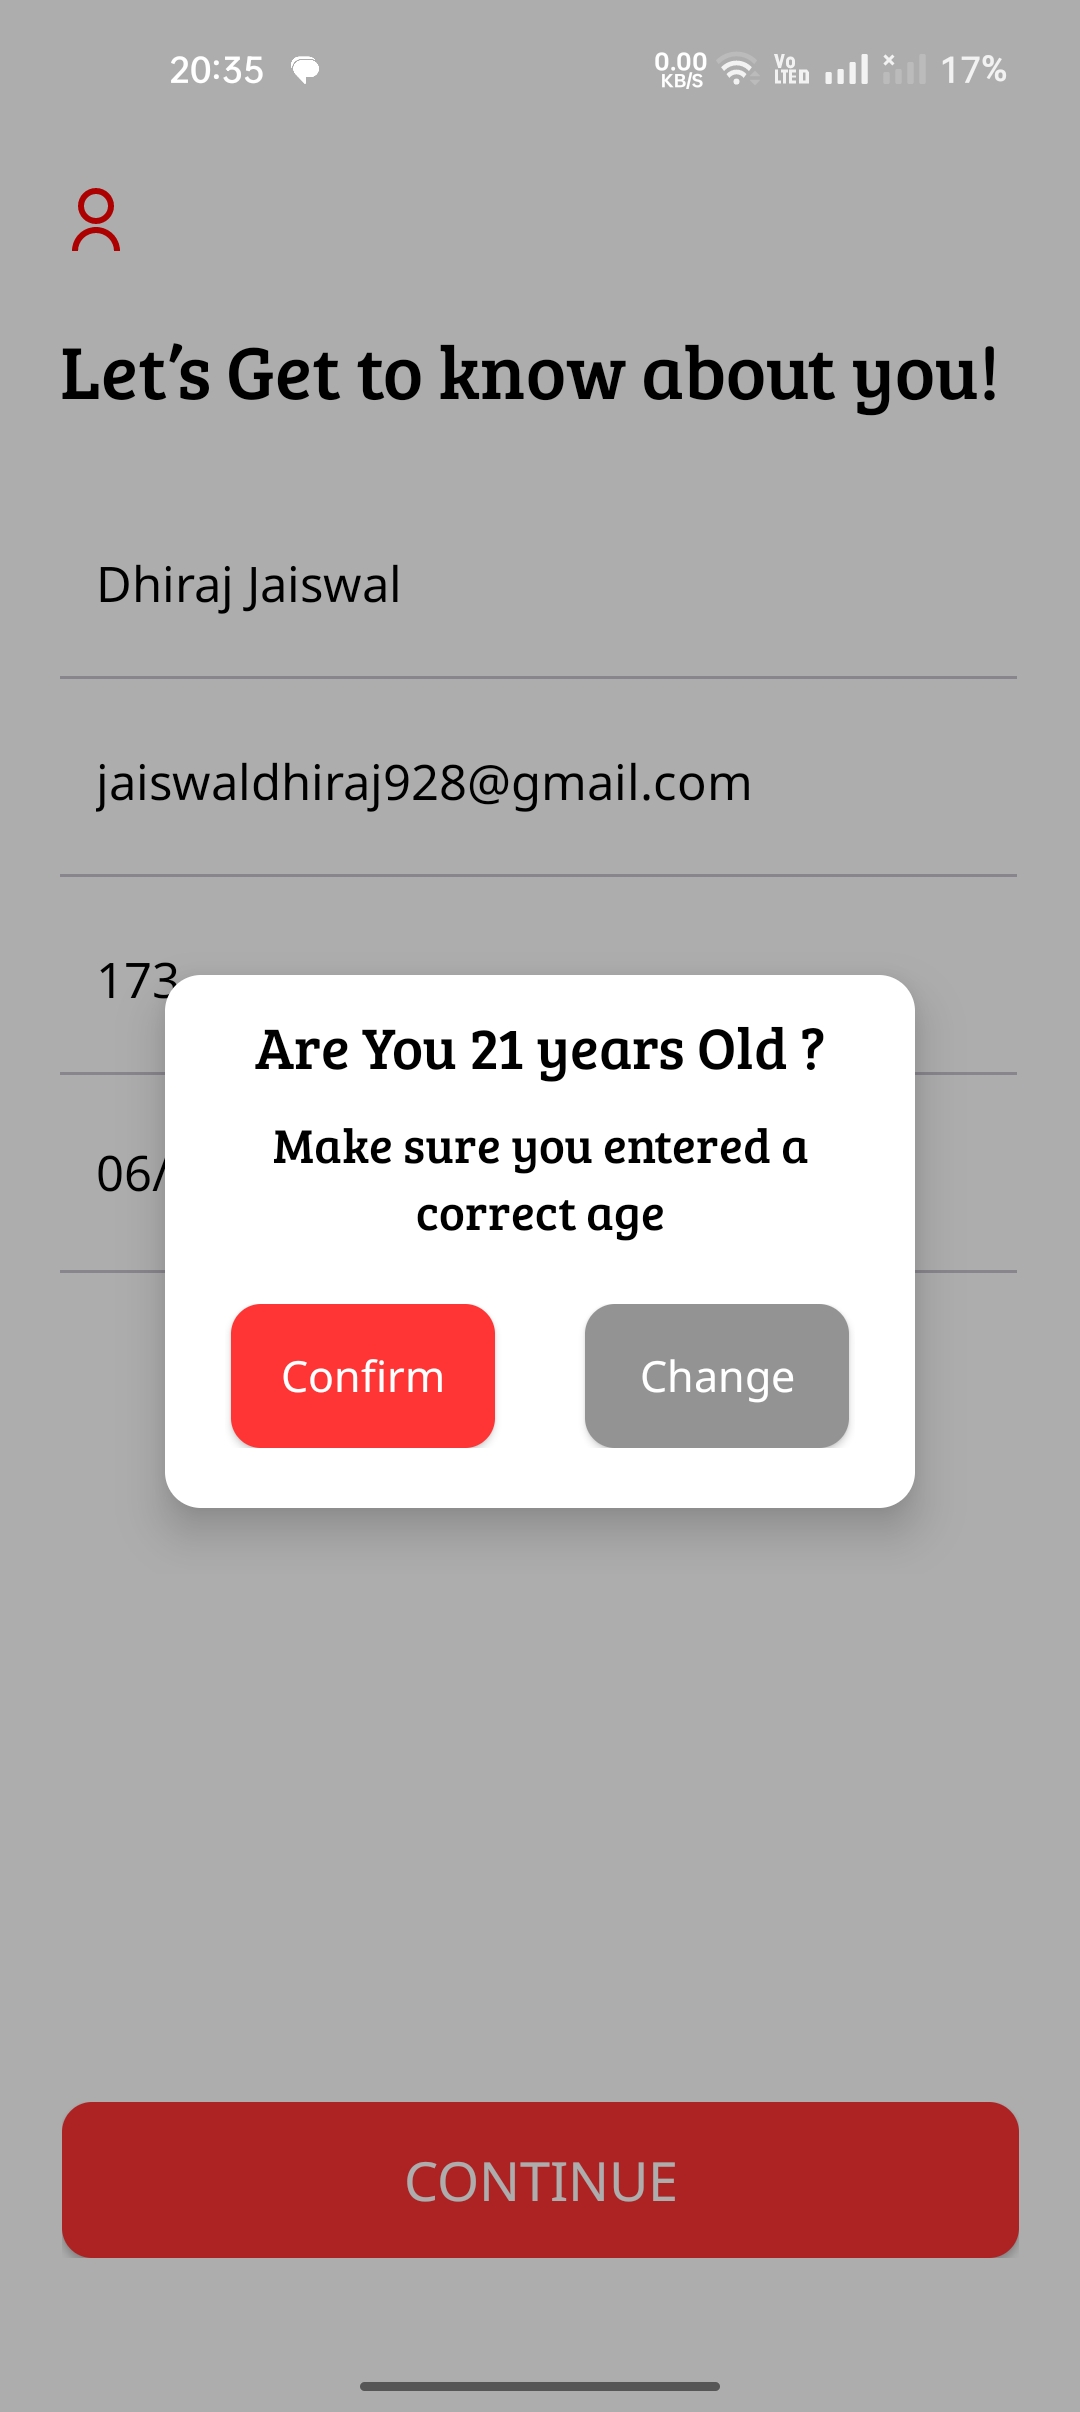 20:35
0.00
KB/S
Vo
LTE D
17%
Let's Get to know about you!
Dhiraj Jaiswal
jaiswaldhiraj928@gmail.com
173
06/
Are You 21 years Old ?
Make sure you entered a
correct age
Confirm
Change
CONTINUE